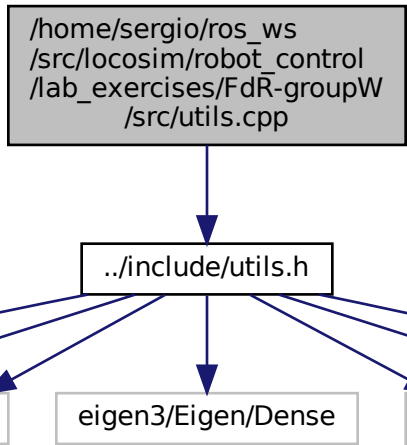 /home/sergio/ros_ws
/src/locosim/robot_control
/lab_exercises/FdR-groupW
/src/utils.cpp
../include/utils.h
eigen3/Eigen/Dense